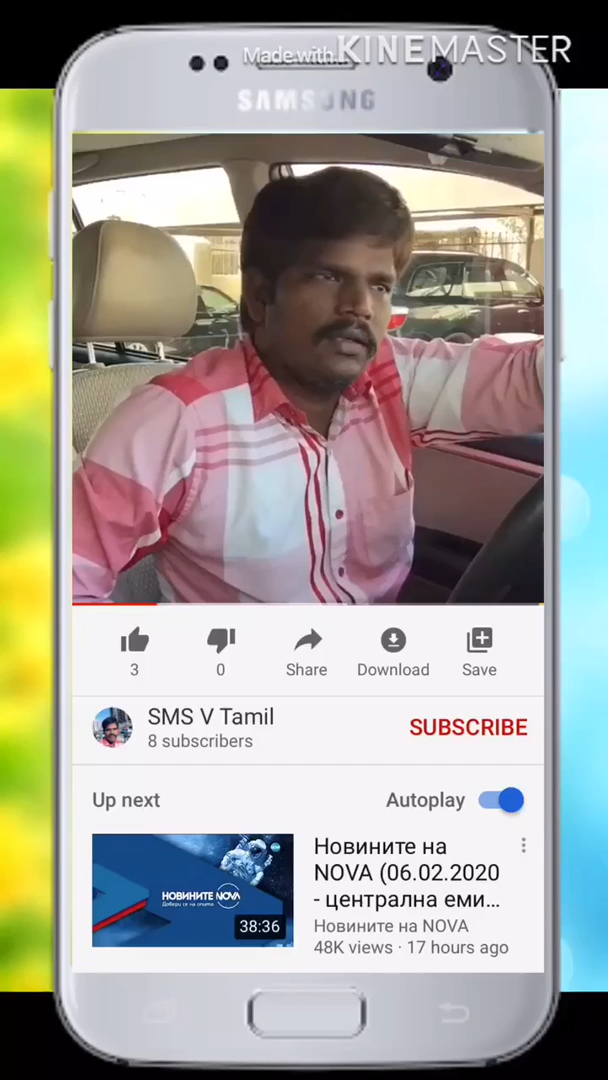 Made with KINEMASTER
SAMSUNG
3
0
Share
Download
Save
SMS V Tamil
8 subscribers
SUBSCRIBE
Up next
Autoplay
НОВИНИТЕ NOVA
38:36
Новините на
NOVA (06.02.2020
- централна еми...
Новините на NOVA
48K views · 17 hours ago